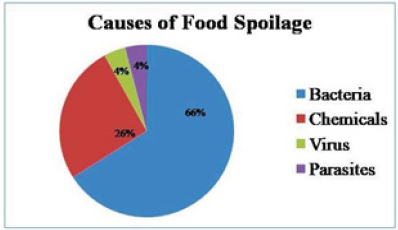 Causes of Food Spoilage
4%
4%
66%
26%
Bacteria
Chemicals
Virus
Parasites